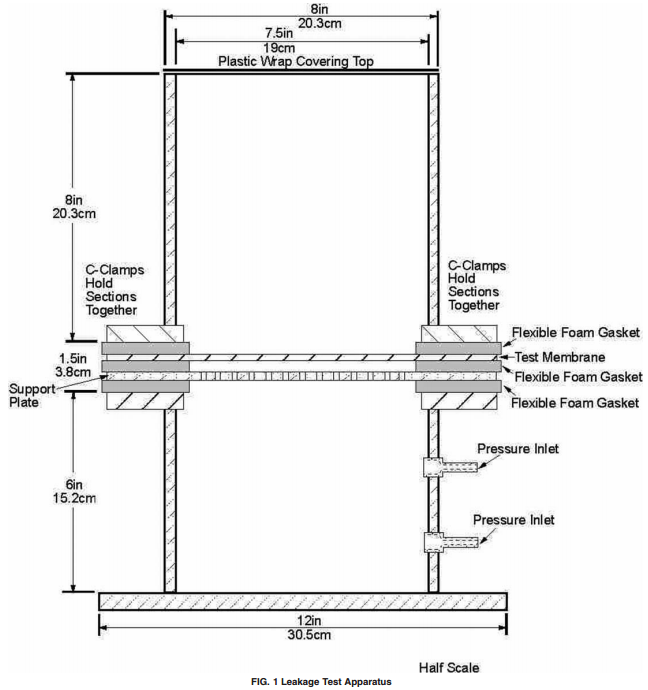 8in
20.3cm
7.5in
19cm
Plastic Wrap Covering Top
8in
20.3cm
C-Clamps
Hold
Sections
Together
C-Clamps
Hold
Sections
Together
Flexible Foam Gasket
1.5in
3.8cm
Test Membrane
Flexible Foam Gasket
Support
Plate
Flexible Foam Gasket
Pressure Inlet
6in
15.2cm
Pressure Inlet
12in
30.5cm
Half Scale
FIG. 1 Leakage Test Apparatus